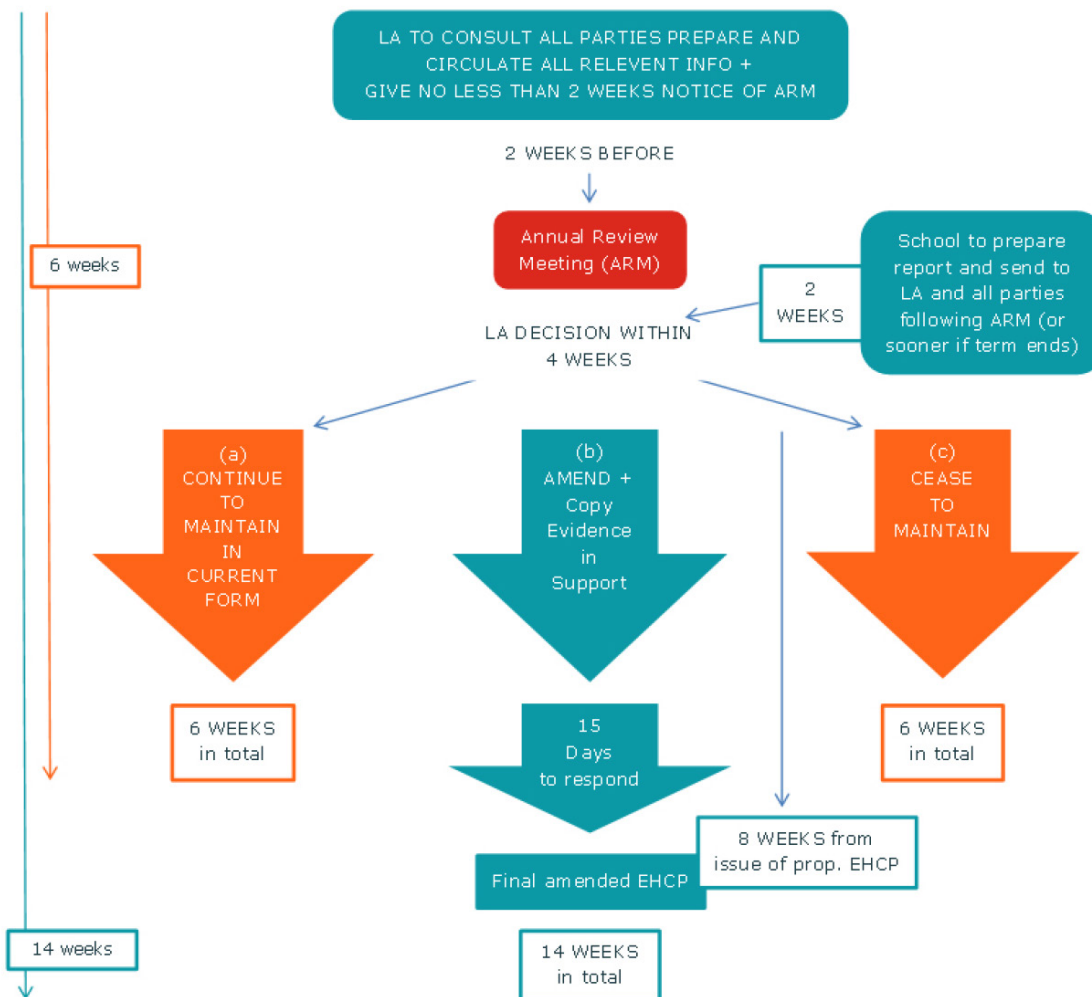 LA TO CONSULT ALL PARTIES PREPARE AND
CIRCULATE ALL RELEVENT INFO +
GIVE NO LESS THAN 2 WEEKS NOTICE OF ARM
2 WEEKS BEFORE
Annual Review
Meeting (ARM)
6 weeks
2
WEEKS
School to prepare
report and send to
LA and all parties
following ARM (or
sooner if term ends)
LA DECISION WITHIN
4 WEEKS
(a)
CONTINUE
TO
MAINTAIN
IN
CURRENT
FORM
(b)
AMEND +
Copy
Evidence
in
Support
(c)
CEASE
TO
MAINTAIN
6 WEEKS
in total
15
Days
to respond
6 WEEKS
in total
8 WEEKS from
issue of prop. EHCP
Final amended EHCP
14 weeks
14 WEEKS
in total